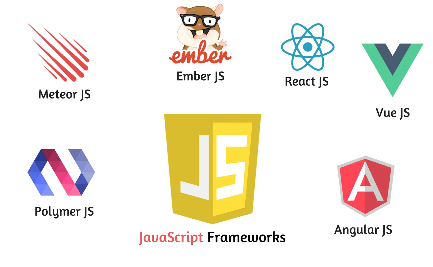 ember
Ember JS
React JS
Meteor JS
Vue JS
JS
Polymer JS
A
Angular JS
JavaScript Frameworks